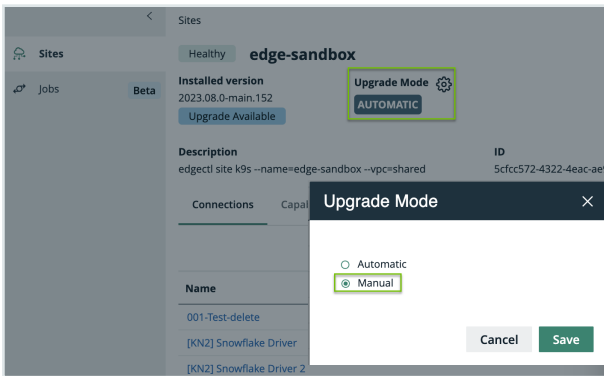 Sites
Sites
Healthy edge-sandbox
Jobs Beta
Installed version
Upgrade Mode
2023.08.0-main.152
AUTOMATIC
Upgrade Available
Description
ID
edgectl site k9s --name=edge-sandbox --vpc=shared
5cfcc572-4322-4eac-ae
Connections
Capal
Upgrade Mode
Automatic
Manual
Name
001-Test-delete
[KN2] Snowflake Driver
Cancel Save
[KN2] Snowflake Driver 2